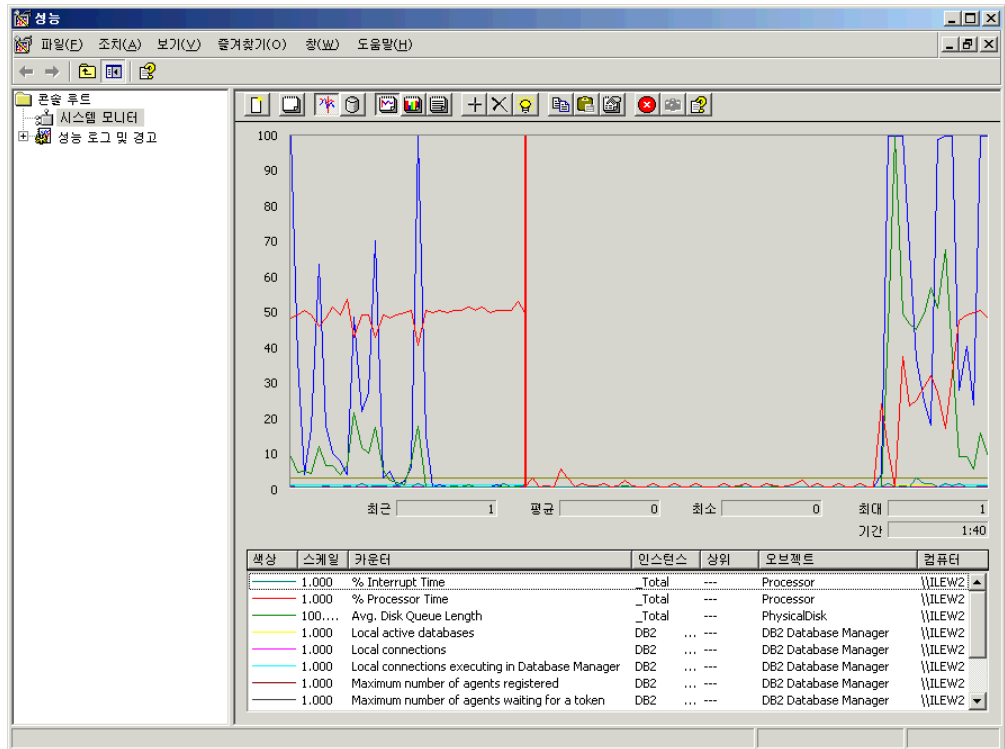 성능
파일(F) 조치(A) 보기(V) 즐겨찾기(O) 창(W) 도움말(H)
콘솔 루트
시스템 모니터
성능 로그 및 경고
100
90
80
70
60
50
40
30
20
10
0
최근 1 평균 0 최소 0 최대 1
기간 1:40
색상 스케일 카운터 인스턴스 상위 오브젝트 컴퓨터
1.000 % Interrupt Time _Total --- Processor \\ILEW2
1.000 % Processor Time _Total --- Processor \\ILEW2
100.... Avg. Disk Queue Length _Total --- PhysicalDisk \\ILEW2
1.000 Local active databases DB2 ... --- DB2 Database Manager \\ILEW2
1.000 Local connections DB2 ... --- DB2 Database Manager \\ILEW2
1.000 Local connections executing in Database Manager DB2 ... --- DB2 Database Manager \\ILEW2
1.000 Maximum number of agents registered DB2 ... --- DB2 Database Manager \\ILEW2
1.000 Maximum number of agents waiting for a token DB2 ... --- DB2 Database Manager \\ILEW2